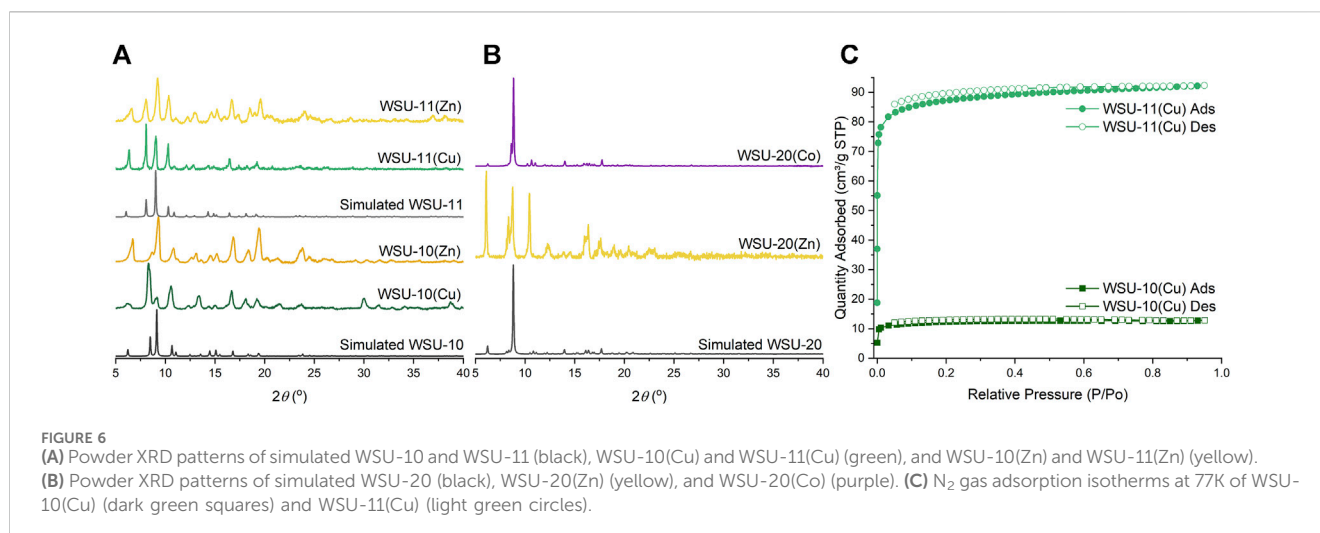 A
WSU-11(Zn)
WSU-11(Cu)
Simulated WSU-11
WSU-10(Zn)
WSU-10(Cu)
Simulated WSU-10
5 10 15 20 25 30 35 40
2θ (°)
B
WSU-20(Co)
WSU-20(Zn)
Simulated WSU-20
5 10 15 20 25 30 35 40
2θ (°)
C
Quantity Adsorbed (cm³/g STP)
90
80
70
60
50
40
30
20
10
0
WSU-11(Cu) Ads
WSU-11(Cu) Des
WSU-10(Cu) Ads
WSU-10(Cu) Des
0.0 0.2 0.4 0.6 0.8 1.0
Relative Pressure (P/Po)
FIGURE 6
(A) Powder XRD patterns of simulated WSU-10 and WSU-11 (black), WSU-10(Cu) and WSU-11(Cu) (green), and WSU-10(Zn) and WSU-11(Zn) (yellow).
(B) Powder XRD patterns of simulated WSU-20 (black), WSU-20(Zn) (yellow), and WSU-20(Co) (purple). (C) N₂ gas adsorption isotherms at 77K of WSU-
10(Cu) (dark green squares) and WSU-11(Cu) (light green circles).